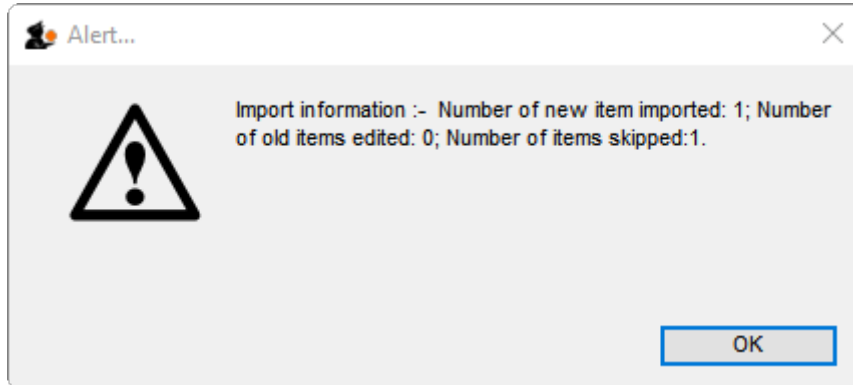 Alert...
Import information :-  Number of new item imported: 1; Number
of old items edited: 0; Number of items skipped:1.
OK